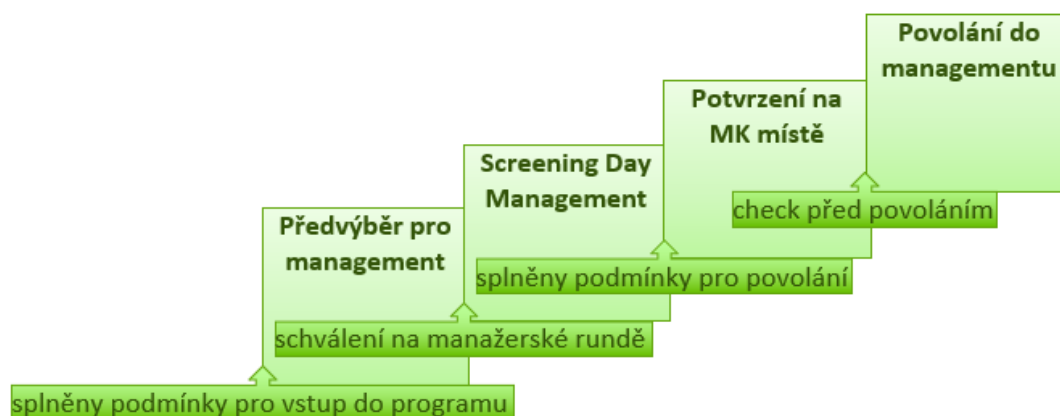 Povolání do
managementu
Potvrzení na
MK místě
Screening Day
Management
check před povoláním
Předvýběr pro
management
splněny podmínky pro povolání
schválení na manažerské rundě
splněny podmínky pro vstup do programu